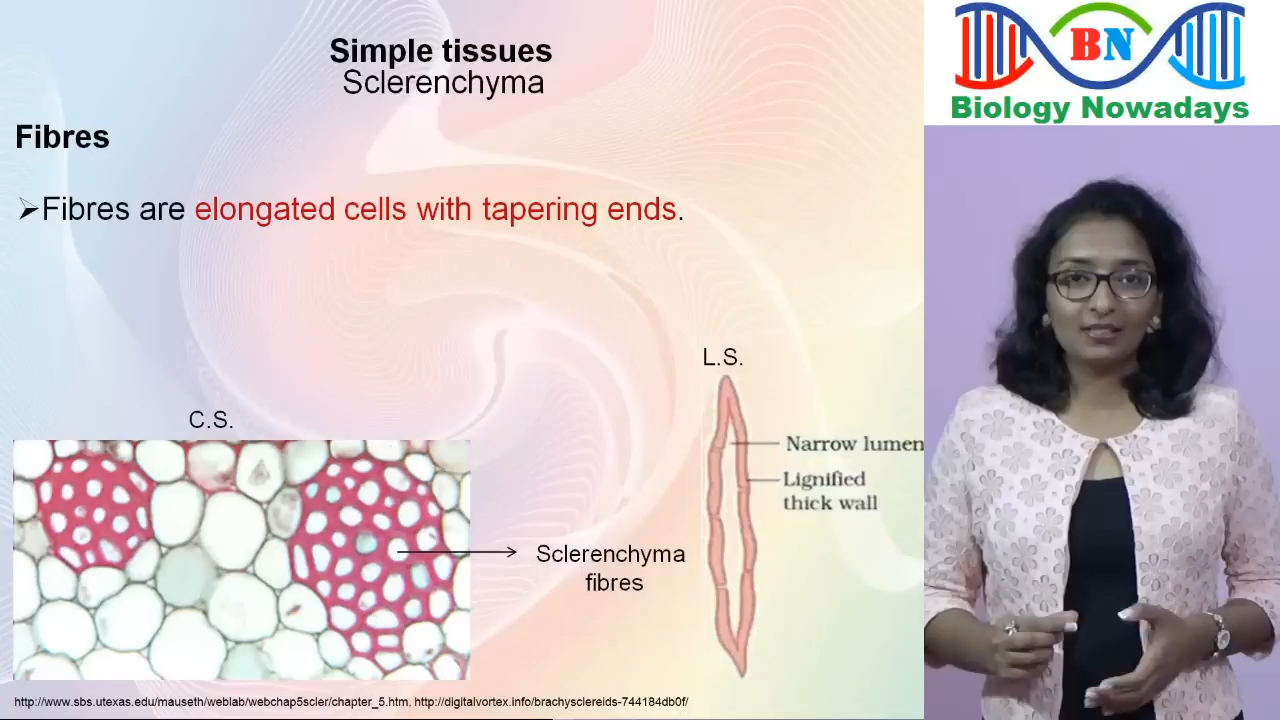 Simple tissues
Sclerenchyma
BN
Biology Nowadays
Fibres
➢Fibres are elongated cells with tapering ends.
L.S.
C.S.
Narrow lumen
Lignified
thick wall
Sclerenchyma
fibres
http://www.sbs.utexas.edu/mauseth/weblab/webchap5scler/chapter_5.htm, http://digitalvortex.info/brachysclereids-744184db0f/